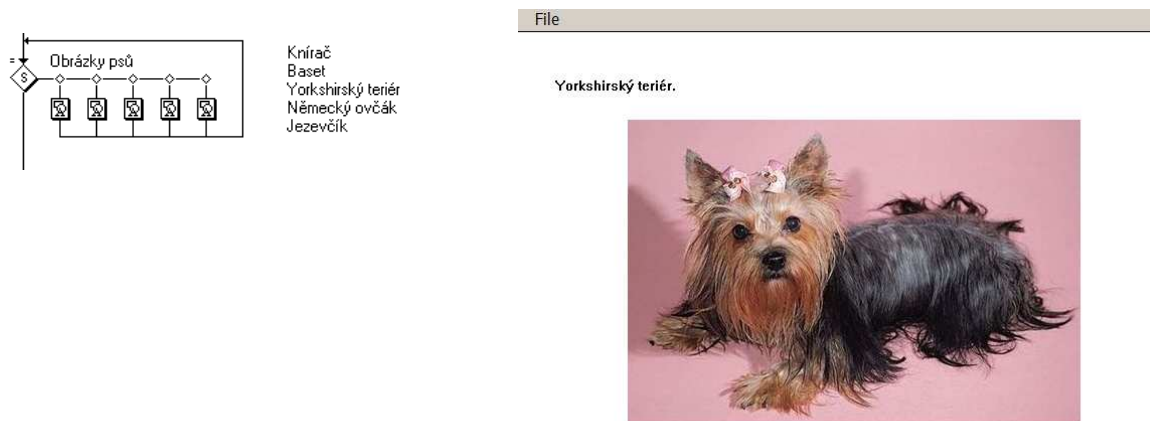 =
S
Obrázky psů
Knírač
Baset
Yorkshirský teriér
Německý ovčák
Jezevčík
File
Yorkshirský teriér.